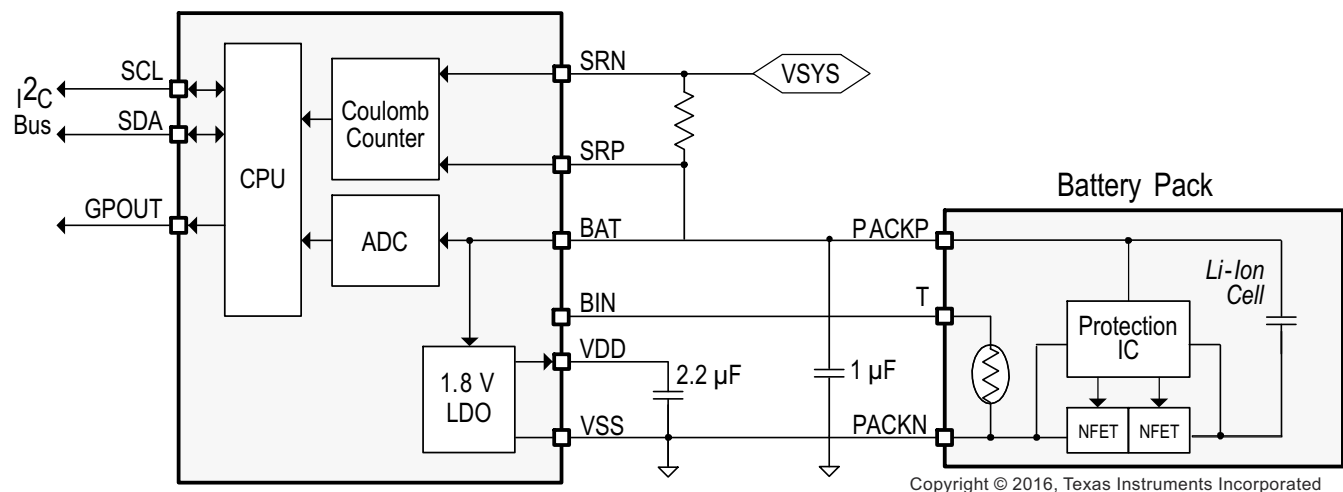 SCL
I2C
Bus
SDA
GPOUT
CPU
Coulomb
Counter
ADC
1.8 V
LDO
SRN
VSYS
SRP
BAT
BIN
VDD
VSS
2.2 µF
1 µF
PACKP
T
PACKN
Battery Pack
Li-Ion
Cell
Protection
IC
NFET
NFET
Copyright © 2016, Texas Instruments Incorporated